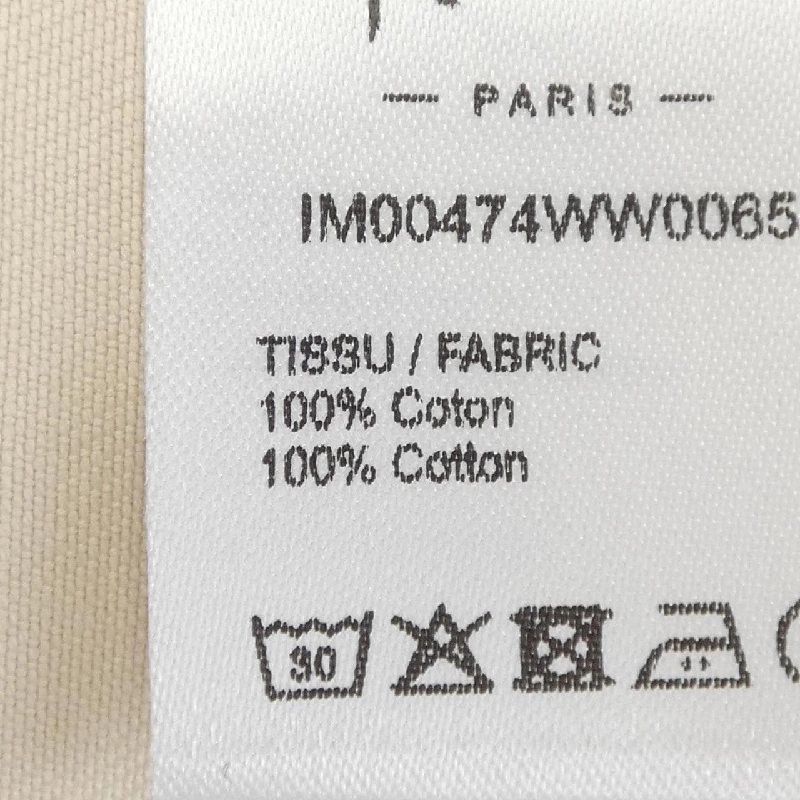 — PARIS —
IM00474WW0065
TISSU / FABRIC
100% Coton
100% Cotton
30